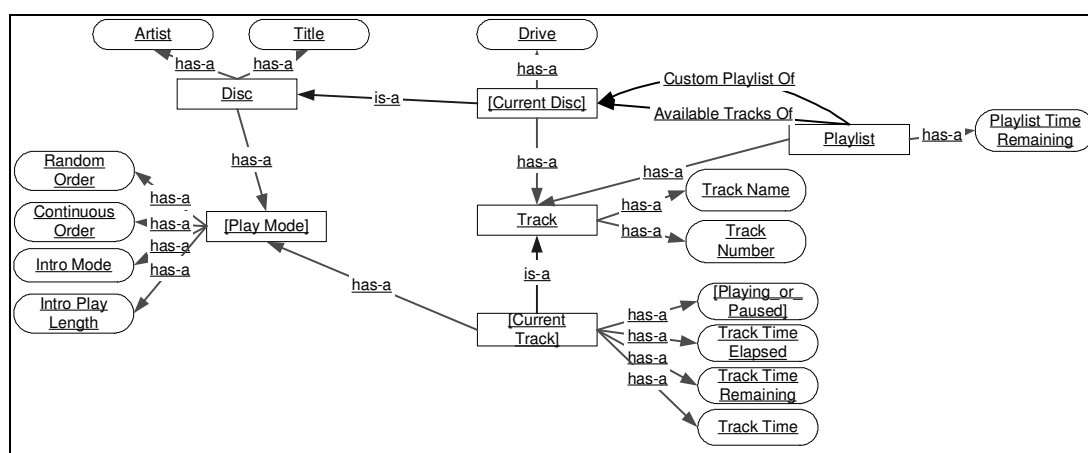 Artist
Title
Drive
has-a
has-a
has-a
Custom Playlist Of
Disc
is-a
[Current Disc]
Available Tracks Of
Playlist
has-a
Playlist Time
Remaining
has-a
has-a
has-a
Random
Order
has-a
Track Name
Continuous
Order
has-a
has-a
[Play Mode]
Track
has-a
Track
Number
has-a
Intro Mode
has-a
is-a
has-a
Intro Play
Length
[Current
Track]
has-a
[Playing_or_
Paused]
has-a
Track Time
Elapsed
has-a
Track Time
Remaining
has-a
Track Time